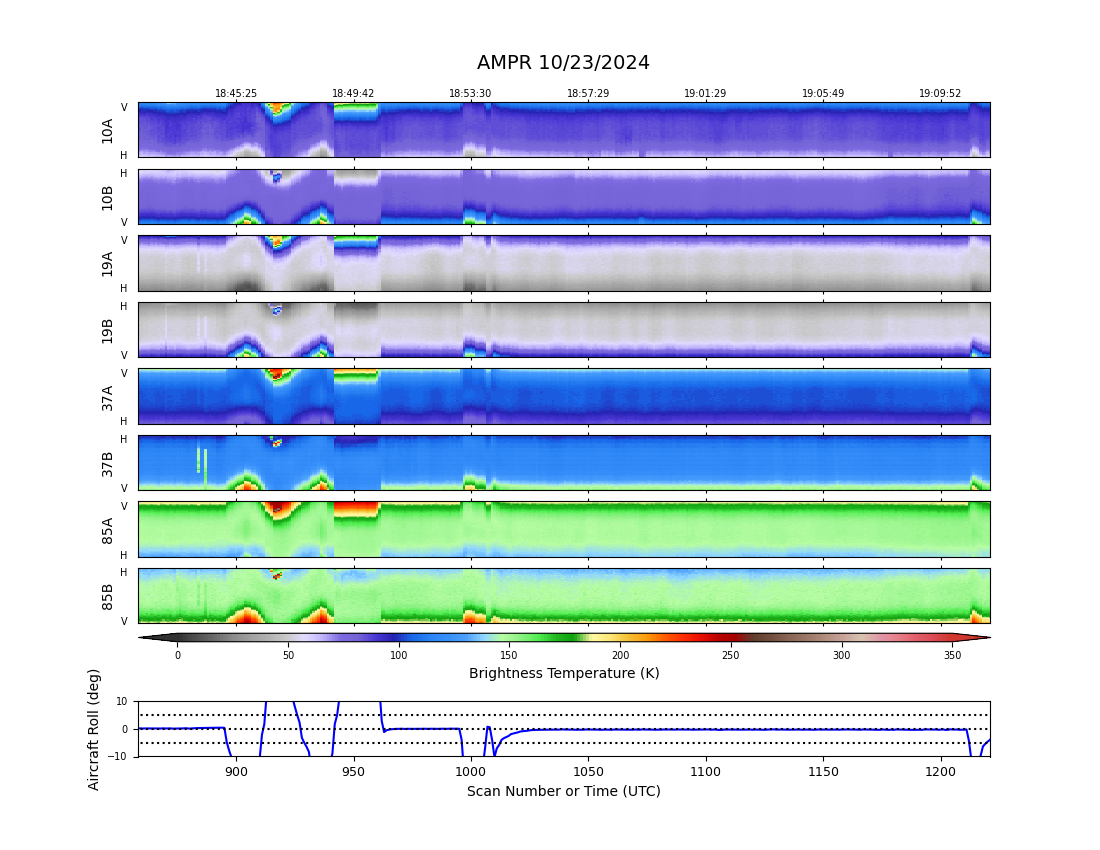 AMPR 10/23/2024
18:45:25 18:49:42 18:53:30 18:57:29 19:01:29 19:05:49 19:09:52
V
10A
H
H
10B
V
V
19A
H
H
19B
V
V
37A
H
H
37B
V
V
85A
H
H
85B
V
0 50 100 150 200 250 300 350
Brightness Temperature (K)
Aircraft Roll (deg)
10
0
−10
900 950 1000 1050 1100 1150 1200
Scan Number or Time (UTC)